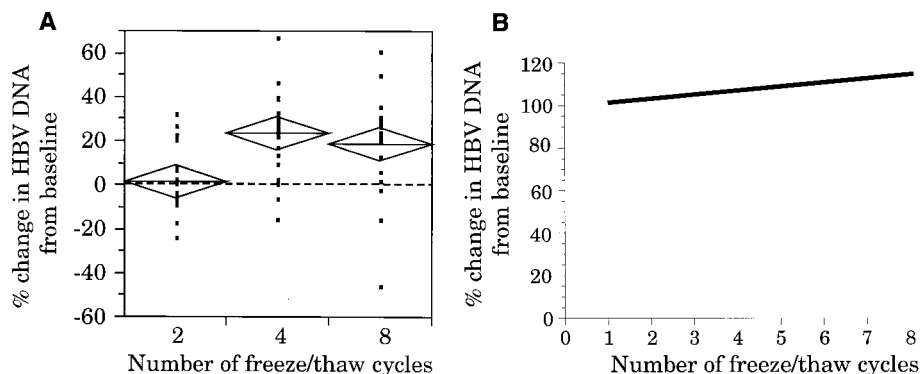 A
% change in HBV DNA
from baseline
60
40
20
0
-20
-40
-60
2
4
8
Number of freeze/thaw cycles
B
% change in HBV DNA
from baseline
120
100
80
60
40
20
0
0 1 2 3 4 5 6 7 8
Number of freeze/thaw cycles